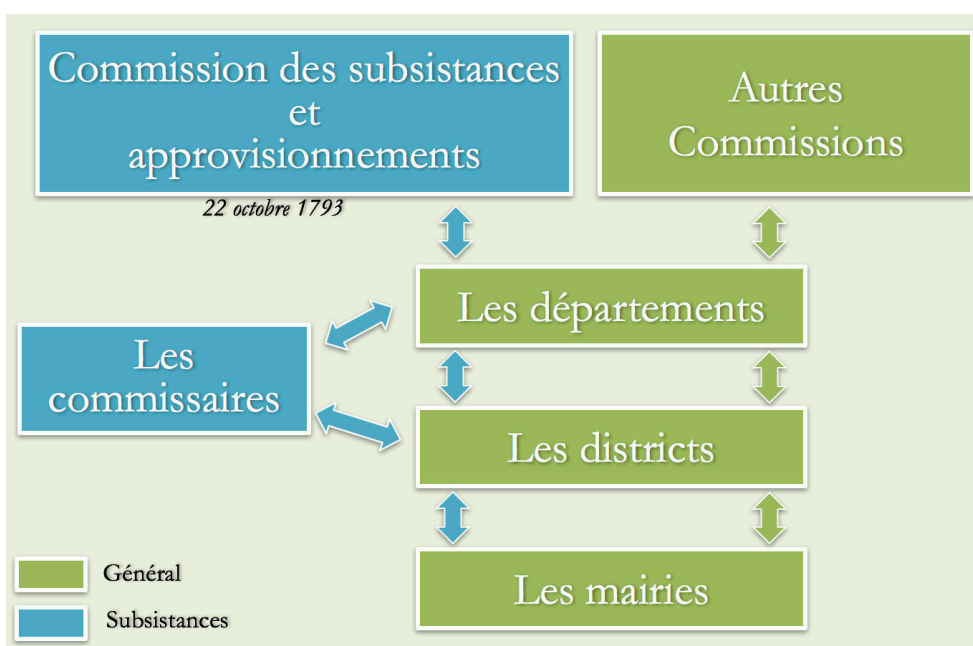 Commission des subsistances
et
approvisionnements
22 octobre 1793
Autres
Commissions
Les départements
Les
commissaires
Les districts
Les mairies
Général
Subsistances